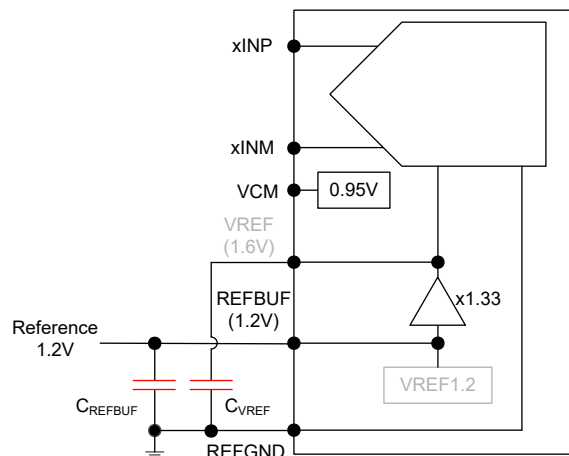 xINP
xINM
VCM
0.95V
VREF
(1.6V)
REFBUF
(1.2V)
x1.33
Reference
1.2V
VREF1.2
CREFBUF
CVREF
REFGND